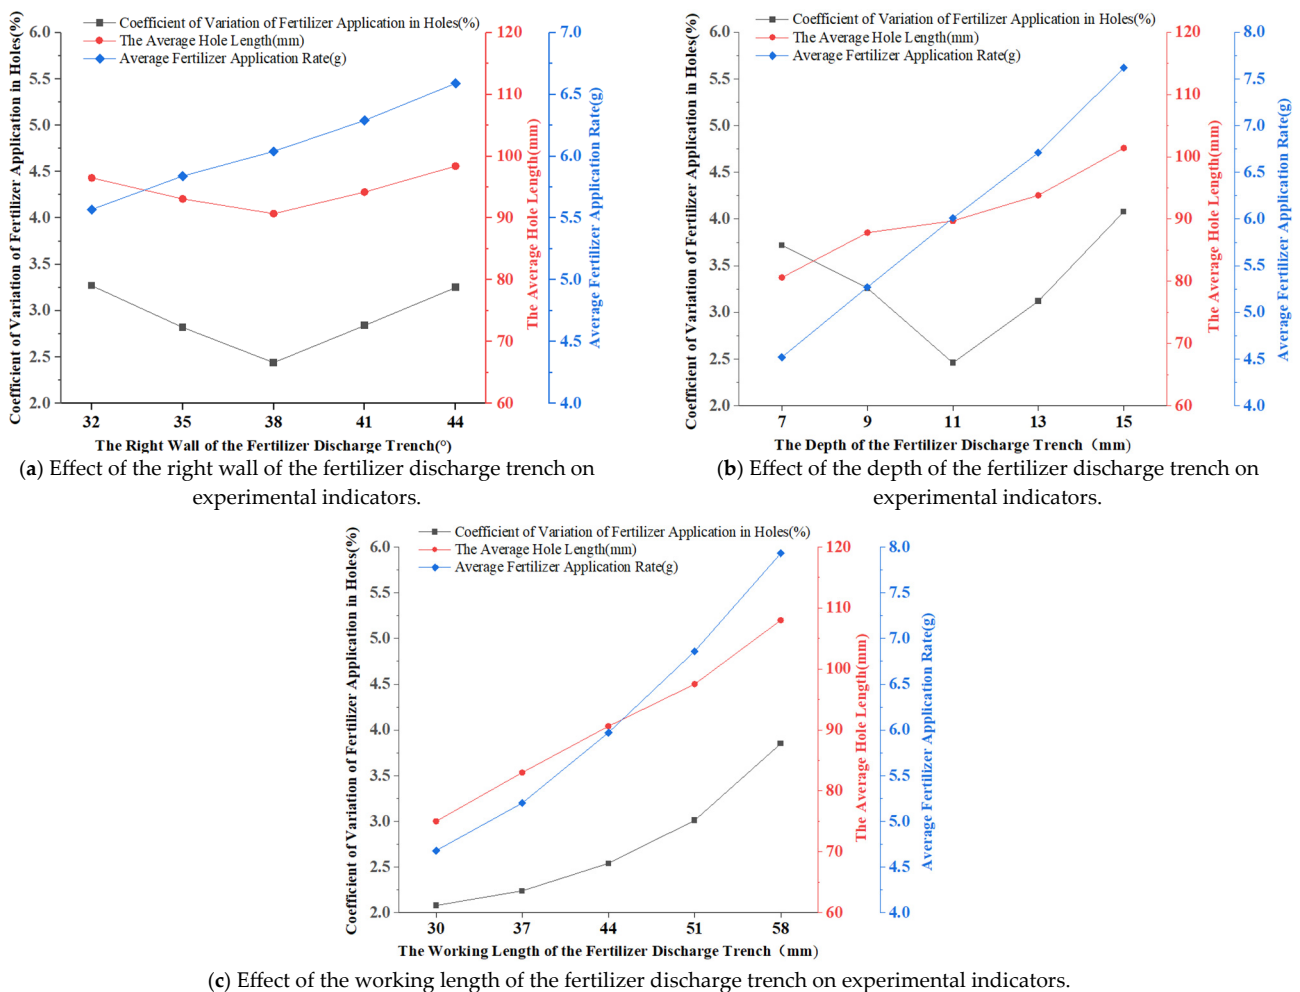 Coefficient of Variation of Fertilizer Application in Holes(%)
The Average Hole Length(mm)
Average Fertilizer Application Rate(g)
Coefficient of Variation of Fertilizer Application in Holes(%)
6.0
5.5
5.0
4.5
4.0
3.5
3.0
2.5
2.0
32 35 38 41 44
The Right Wall of the Fertilizer Discharge Trench(°)
120
110
100
90
80
70
60
The Average Hole Length(mm)
7.0
6.5
6.0
5.5
5.0
4.5
4.0
Average Fertilizer Application Rate(g)
(a) Effect of the right wall of the fertilizer discharge trench on
experimental indicators.
Coefficient of Variation of Fertilizer Application in Holes(%)
The Average Hole Length(mm)
Average Fertilizer Application Rate(g)
Coefficient of Variation of Fertilizer Application in Holes(%)
6.0
5.5
5.0
4.5
4.0
3.5
3.0
2.5
2.0
7 9 11 13 15
The Depth of the Fertilizer Discharge Trench（mm）
120
110
100
90
80
70
60
The Average Hole Length(mm)
8.0
7.5
7.0
6.5
6.0
5.5
5.0
4.5
4.0
Average Fertilizer Application Rate(g)
(b) Effect of the depth of the fertilizer discharge trench on
experimental indicators.
Coefficient of Variation of Fertilizer Application in Holes(%)
The Average Hole Length(mm)
Average Fertilizer Application Rate(g)
Coefficient of Variation of Fertilizer Application in Holes(%)
6.0
5.5
5.0
4.5
4.0
3.5
3.0
2.5
2.0
30 37 44 51 58
The Working Length of the Fertilizer Discharge Trench（mm）
120
110
100
90
80
70
60
The Average Hole Length(mm)
8.0
7.5
7.0
6.5
6.0
5.5
5.0
4.5
4.0
Average Fertilizer Application Rate(g)
(c) Effect of the working length of the fertilizer discharge trench on experimental indicators.